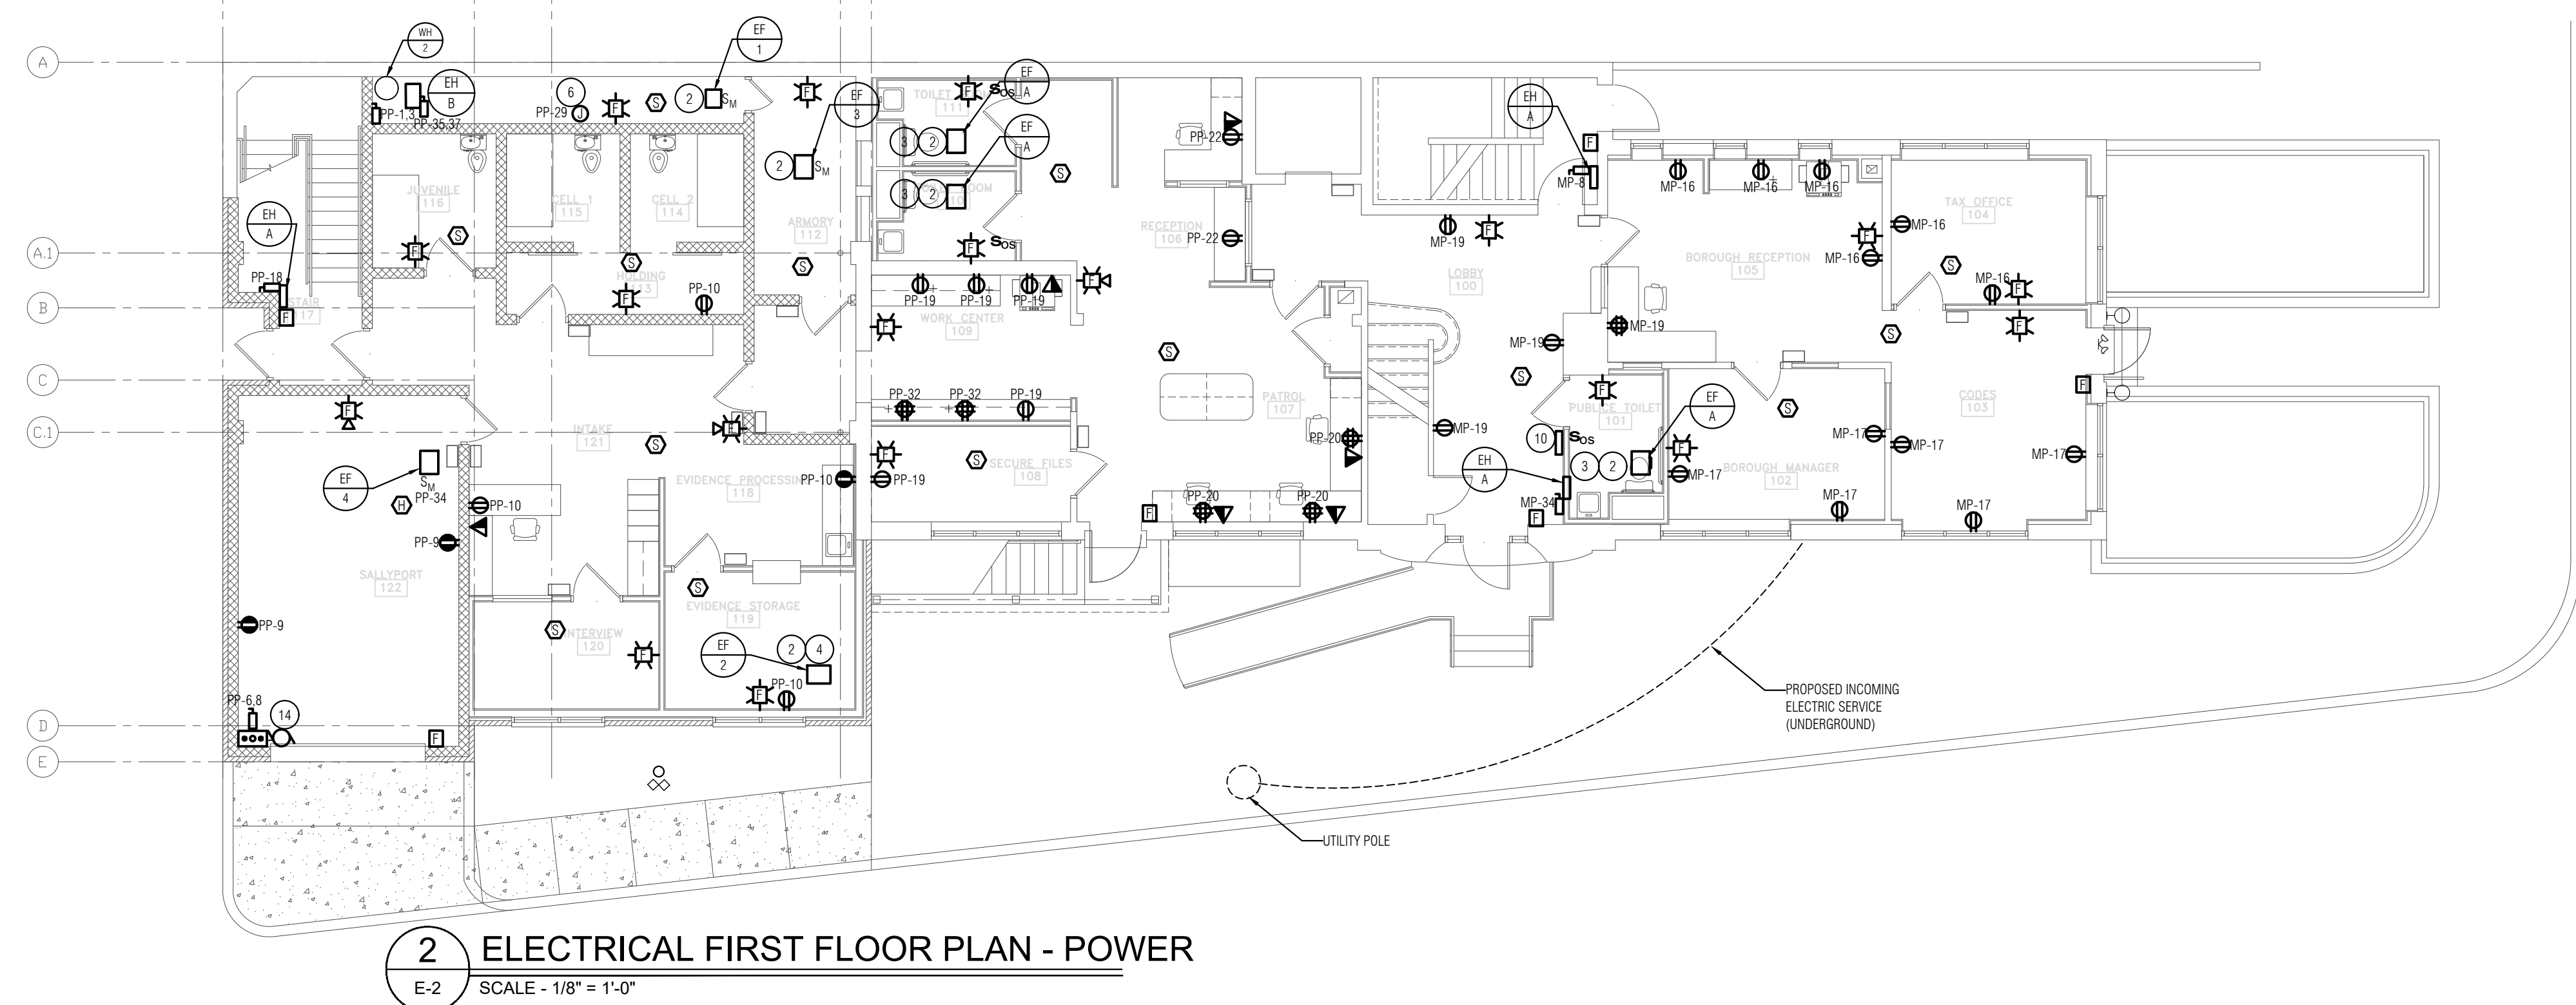 WH
2
EF
1
A
EH
B
6
2
S
M
F
S
PP-29
J
PP-1,3
PP-35,37
EF
3
2
S
M
F
TOILET
111
F
SOS
EF
A
3
2
EF
A
3
2
ROOM
F
SOS
PP-22
EH
A
F
MP-8
MP-16
MP-16
MP-16
JUVENILE
116
CELL 1
115
CELL 2
114
ARMORY
112
S
RECEPTION
106
PP-22
TAX OFFICE
104
MP-16
EH
A
A.1
F
S
S
HOLDING
113
F
PP-10
S
MP-19
F
LOBBY
100
BOROUGH RECEPTION
105
F
MP-16
S
MP-16
F
PP-18
STAIR
117
F
B
PP-19
PP-19
PP-19
F
WORK CENTER
109
F
S
MP-19
MP-19
S
F
C
PP-32
PP-32
PP-19
PATROL
107
S
F
PUBLICE TOILET
101
EF
A
S
CODES
103
F
C.1
F
F
INTAKE
121
S
F
SECURE FILES
108
S
PP-20
MP-19
10
SOS
3
2
F
MP-17
MP-17
MP-17
EF
4
S
M
H
PP-34
EVIDENCE PROCESSING
118
PP-10
PP-19
EH
A
MP-34
F
MP-17
BOROUGH MANAGER
102
MP-17
MP-17
PP-10
PP-9
F
PP-20
PP-20
SALLYPORT
122
S
EVIDENCE STORAGE
119
PP-9
S
INTERVIEW
120
F
EF
2
2
4
F
PP-10
PP-6,8
14
F
D
E
PROPOSED INCOMING
ELECTRIC SERVICE
(UNDERGROUND)
UTILITY POLE
2
E-2
ELECTRICAL FIRST FLOOR PLAN - POWER
SCALE - 1/8" = 1'-0"